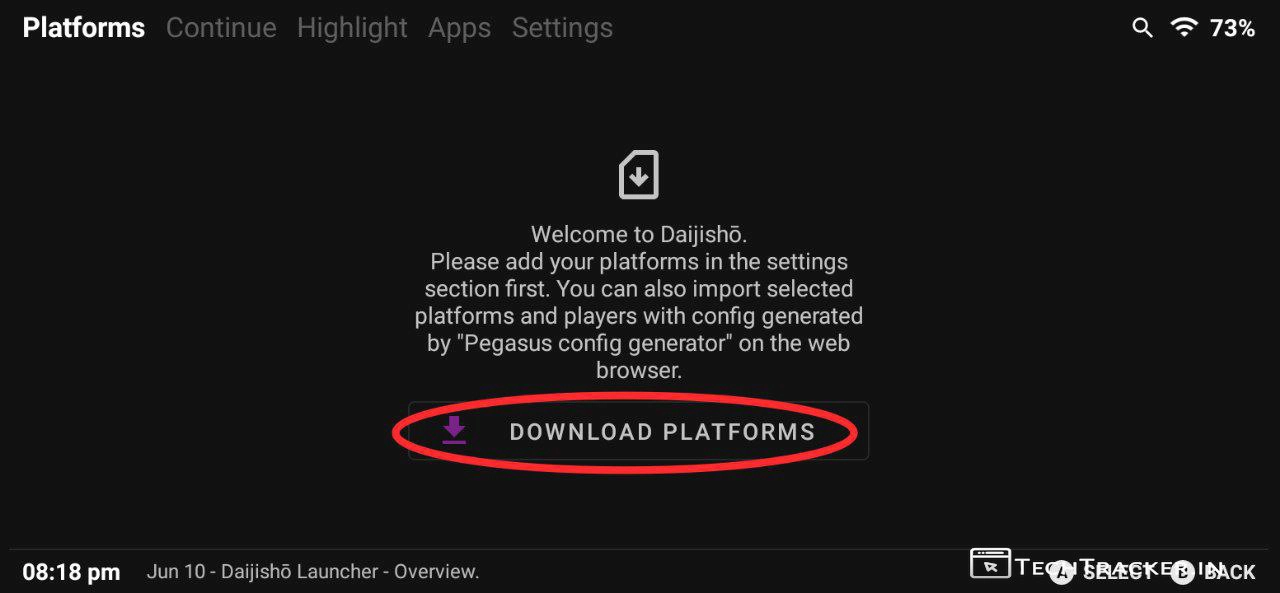 Platforms Continue Highlight Apps Settings 73%
Welcome to Daijishō.
Please add your platforms in the settings
section first. You can also import selected
platforms and players with config generated
by "Pegasus config generator" on the web
browser.
DOWNLOAD PLATFORMS
08:18 pm Jun 10 - Daijishō Launcher - Overview. A SELECT B BACK
TECHTRACKER.IN